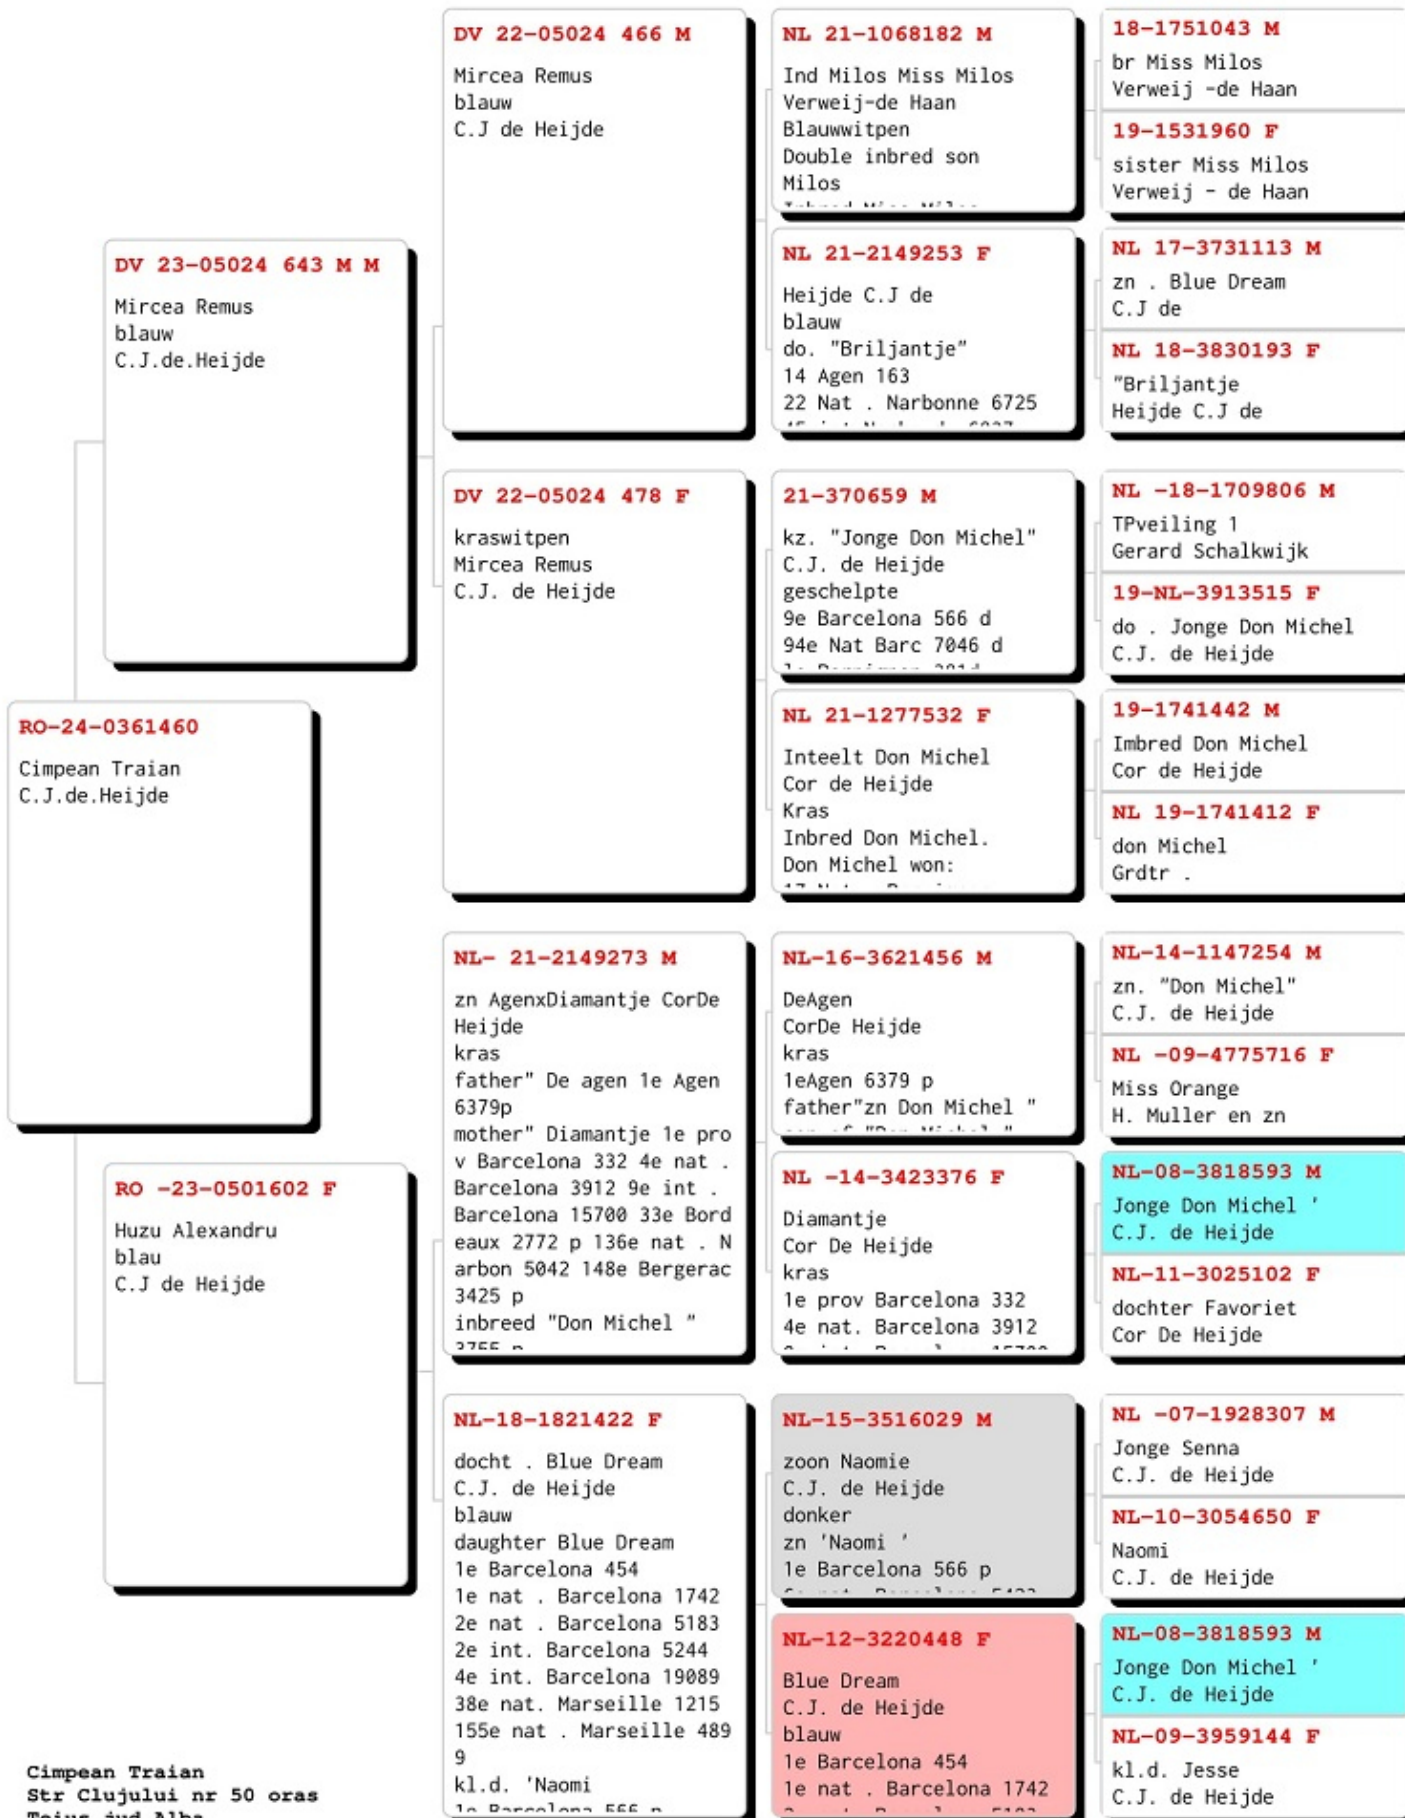 RO-24-0361460
Cimpean Traian
C.J.de.Heijde
DV 23-05024 643 M M
Mircea Remus
blauw
C.J.de.Heijde
RO -23-0501602 F
Huzu Alexandru
blau
C.J de Heijde
DV 22-05024 466 M
Mircea Remus
blauw
C.J de Heijde
DV 22-05024 478 F
kraswitpen
Mircea Remus
C.J. de Heijde
NL- 21-2149273 M
zn AgenxDiamantje CorDe
Heijde
kras
father" De agen 1e Agen
6379p
mother" Diamantje 1e pro
v Barcelona 332 4e nat .
Barcelona 3912 9e int .
Barcelona 15700 33e Bord
eaux 2772 p 136e nat . N
arbon 5042 148e Bergerac
3425 p
inbreed "Don Michel "
3755 p
NL-18-1821422 F
docht . Blue Dream
C.J. de Heijde
blauw
daughter Blue Dream
1e Barcelona 454
1e nat . Barcelona 1742
2e nat . Barcelona 5183
2e int. Barcelona 5244
4e int. Barcelona 19089
38e nat. Marseille 1215
155e nat . Marseille 489
9
kl.d. 'Naomi
1e Barcelona 566 p
NL 21-1068182 M
Ind Milos Miss Milos
Verweij-de Haan
Blauwwitpen
Double inbred son
Milos
Inbred Miss Milos
NL 21-2149253 F
Heijde C.J de
blauw
do. "Briljantje"
14 Agen 163
22 Nat . Narbonne 6725
21-370659 M
kz. "Jonge Don Michel"
C.J. de Heijde
geschelpte
9e Barcelona 566 d
94e Nat Barc 7046 d
NL 21-1277532 F
Inteelt Don Michel
Cor de Heijde
Kras
Inbred Don Michel.
Don Michel won:
NL-16-3621456 M
DeAgen
CorDe Heijde
kras
1eAgen 6379 p
father"zn Don Michel "
NL -14-3423376 F
Diamantje
Cor De Heijde
kras
1e prov Barcelona 332
4e nat. Barcelona 3912
9e int. Barcelona 15700
NL-15-3516029 M
zoon Naomie
C.J. de Heijde
donker
zn 'Naomi '
1e Barcelona 566 p
NL-12-3220448 F
Blue Dream
C.J. de Heijde
blauw
1e Barcelona 454
1e nat . Barcelona 1742
2e nat . Barcelona 5183
18-1751043 M
br Miss Milos
Verweij -de Haan
19-1531960 F
sister Miss Milos
Verweij - de Haan
NL 17-3731113 M
zn . Blue Dream
C.J de
NL 18-3830193 F
"Briljantje
Heijde C.J de
NL -18-1709806 M
TPveiling 1
Gerard Schalkwijk
19-NL-3913515 F
do . Jonge Don Michel
C.J. de Heijde
19-1741442 M
Imbred Don Michel
Cor de Heijde
NL 19-1741412 F
don Michel
Grdtr .
NL-14-1147254 M
zn. "Don Michel"
C.J. de Heijde
NL -09-4775716 F
Miss Orange
H. Muller en zn
NL-08-3818593 M
Jonge Don Michel '
C.J. de Heijde
NL-11-3025102 F
dochter Favoriet
Cor De Heijde
NL -07-1928307 M
Jonge Senna
C.J. de Heijde
NL-10-3054650 F
Naomi
C.J. de Heijde
NL-08-3818593 M
Jonge Don Michel '
C.J. de Heijde
NL-09-3959144 F
kl.d. Jesse
C.J. de Heijde
Cimpean Traian
Str Clujului nr 50 oras
Teius jud Alba